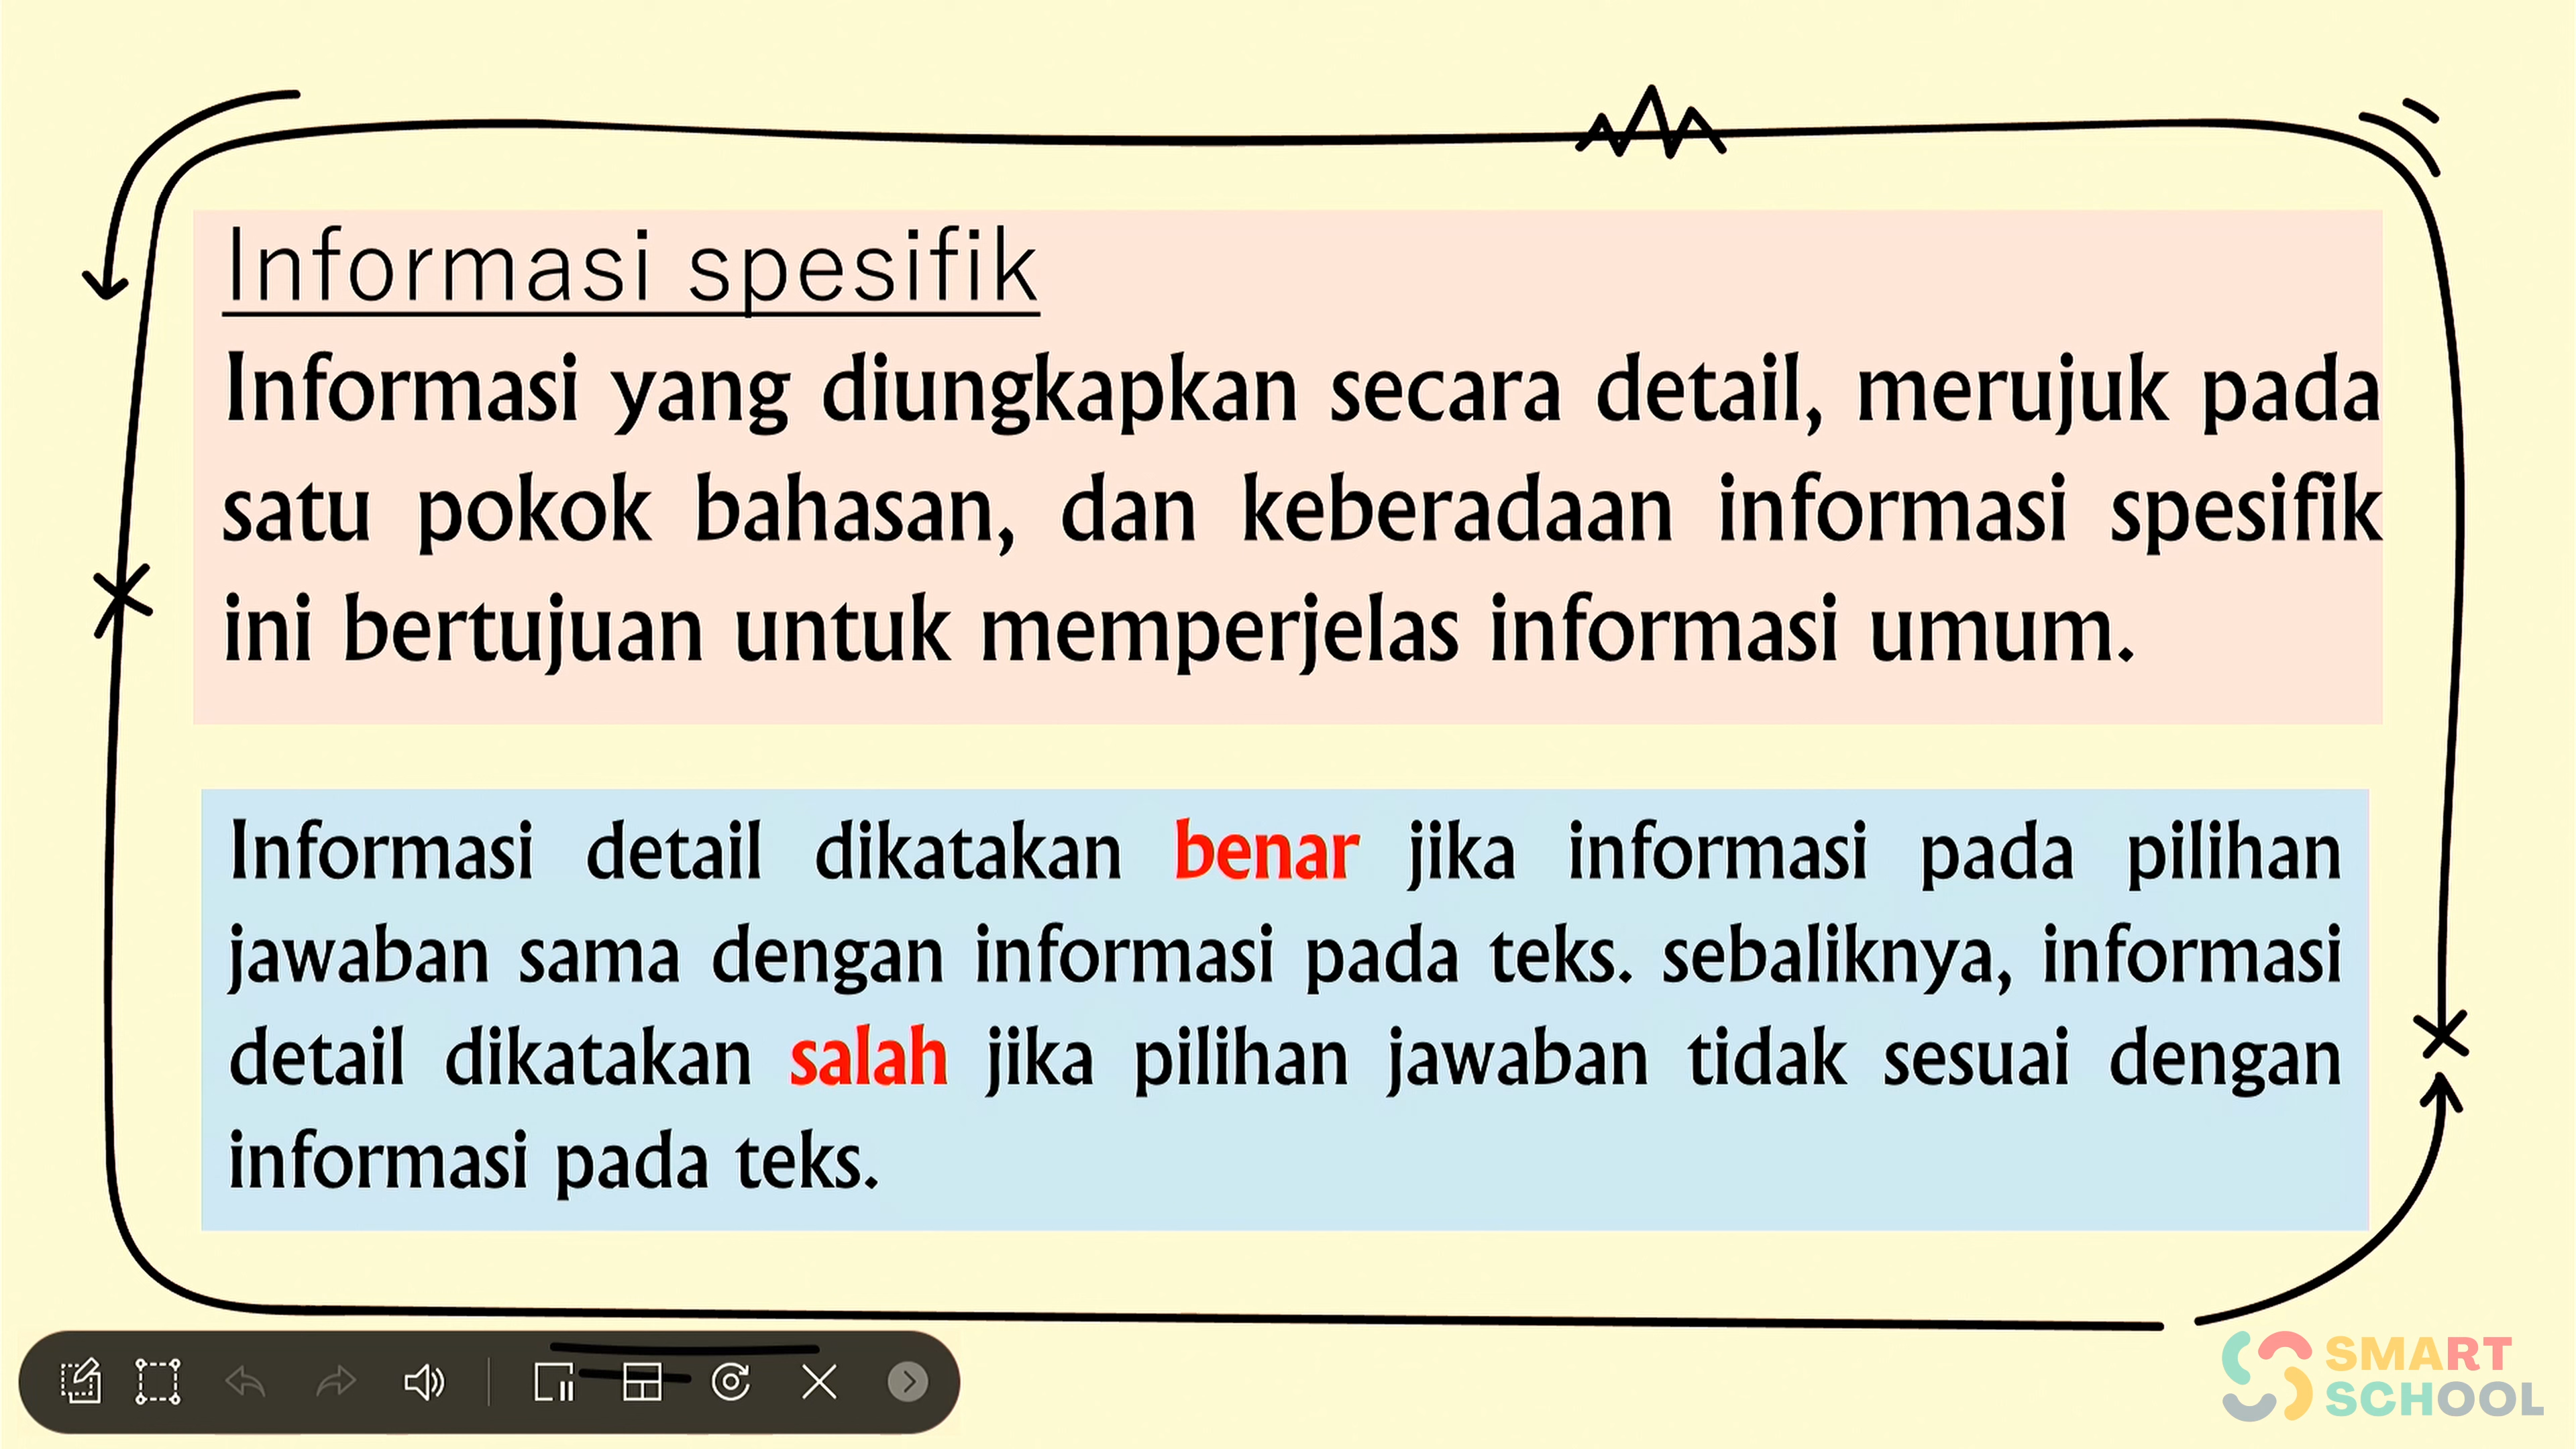 Informasi spesifik
Informasi yang diungkapkan secara detail, merujuk pada
satu pokok bahasan, dan keberadaan informasi spesifik
ini bertujuan untuk memperjelas informasi umum.
Informasi detail dikatakan benar jika informasi pada pilihan
jawaban sama dengan informasi pada teks. sebaliknya, informasi
detail dikatakan salah jika pilihan jawaban tidak sesuai dengan
informasi pada teks.
SMART
SCHOOL